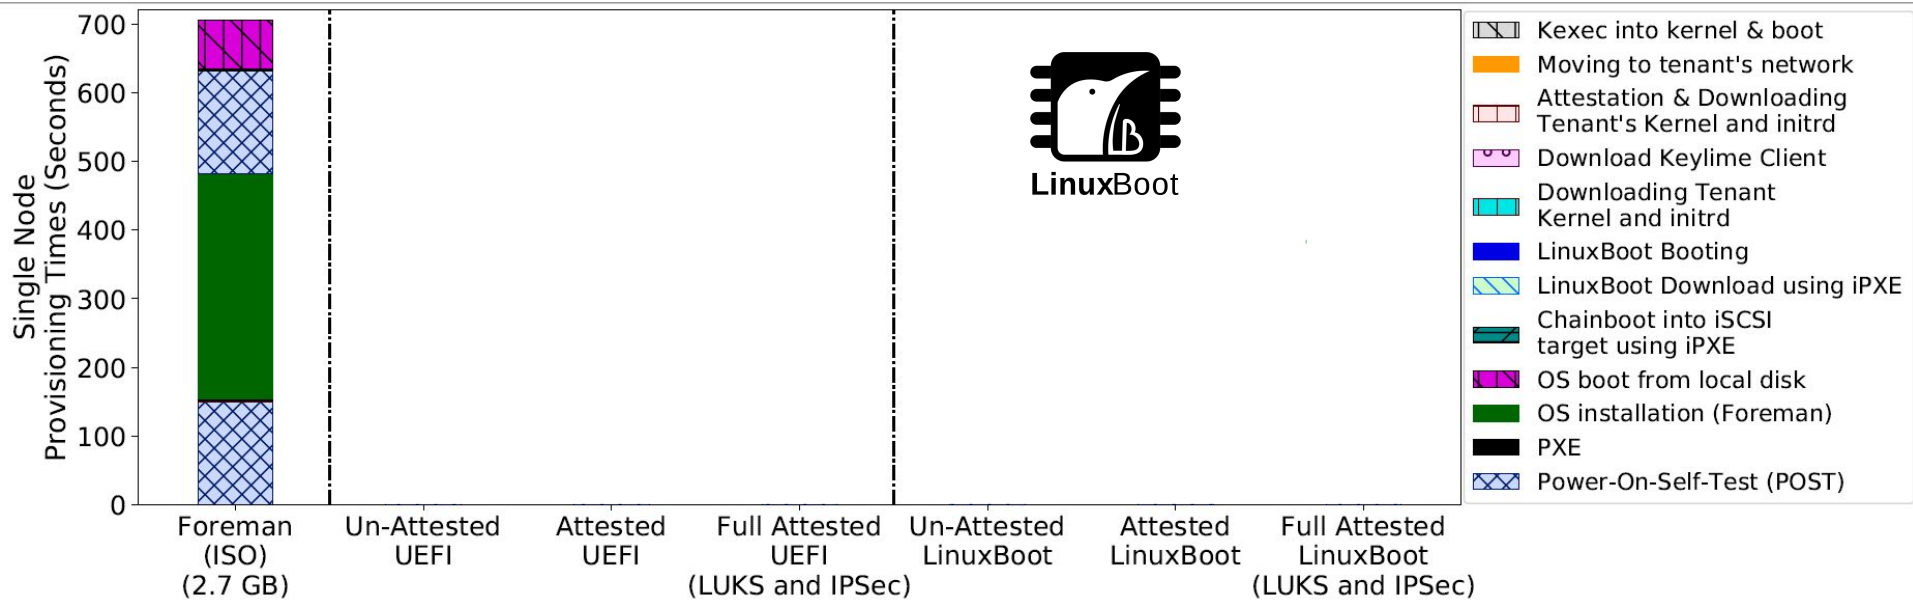 700
600
500
400
300
200
100
0
Single Node
Provisioning Times (Seconds)
Foreman
(ISO)
(2.7 GB)
Un-Attested
UEFI
Attested
UEFI
Full Attested
UEFI
(LUKS and IPSec)
Un-Attested
LinuxBoot
Attested
LinuxBoot
Full Attested
LinuxBoot
(LUKS and IPSec)
B
LinuxBoot
Kexec into kernel & boot
Moving to tenant's network
Attestation & Downloading
Tenant's Kernel and initrd
Download Keylime Client
Downloading Tenant
Kernel and initrd
LinuxBoot Booting
LinuxBoot Download using iPXE
Chainboot into iSCSI
target using iPXE
OS boot from local disk
OS installation (Foreman)
PXE
Power-On-Self-Test (POST)